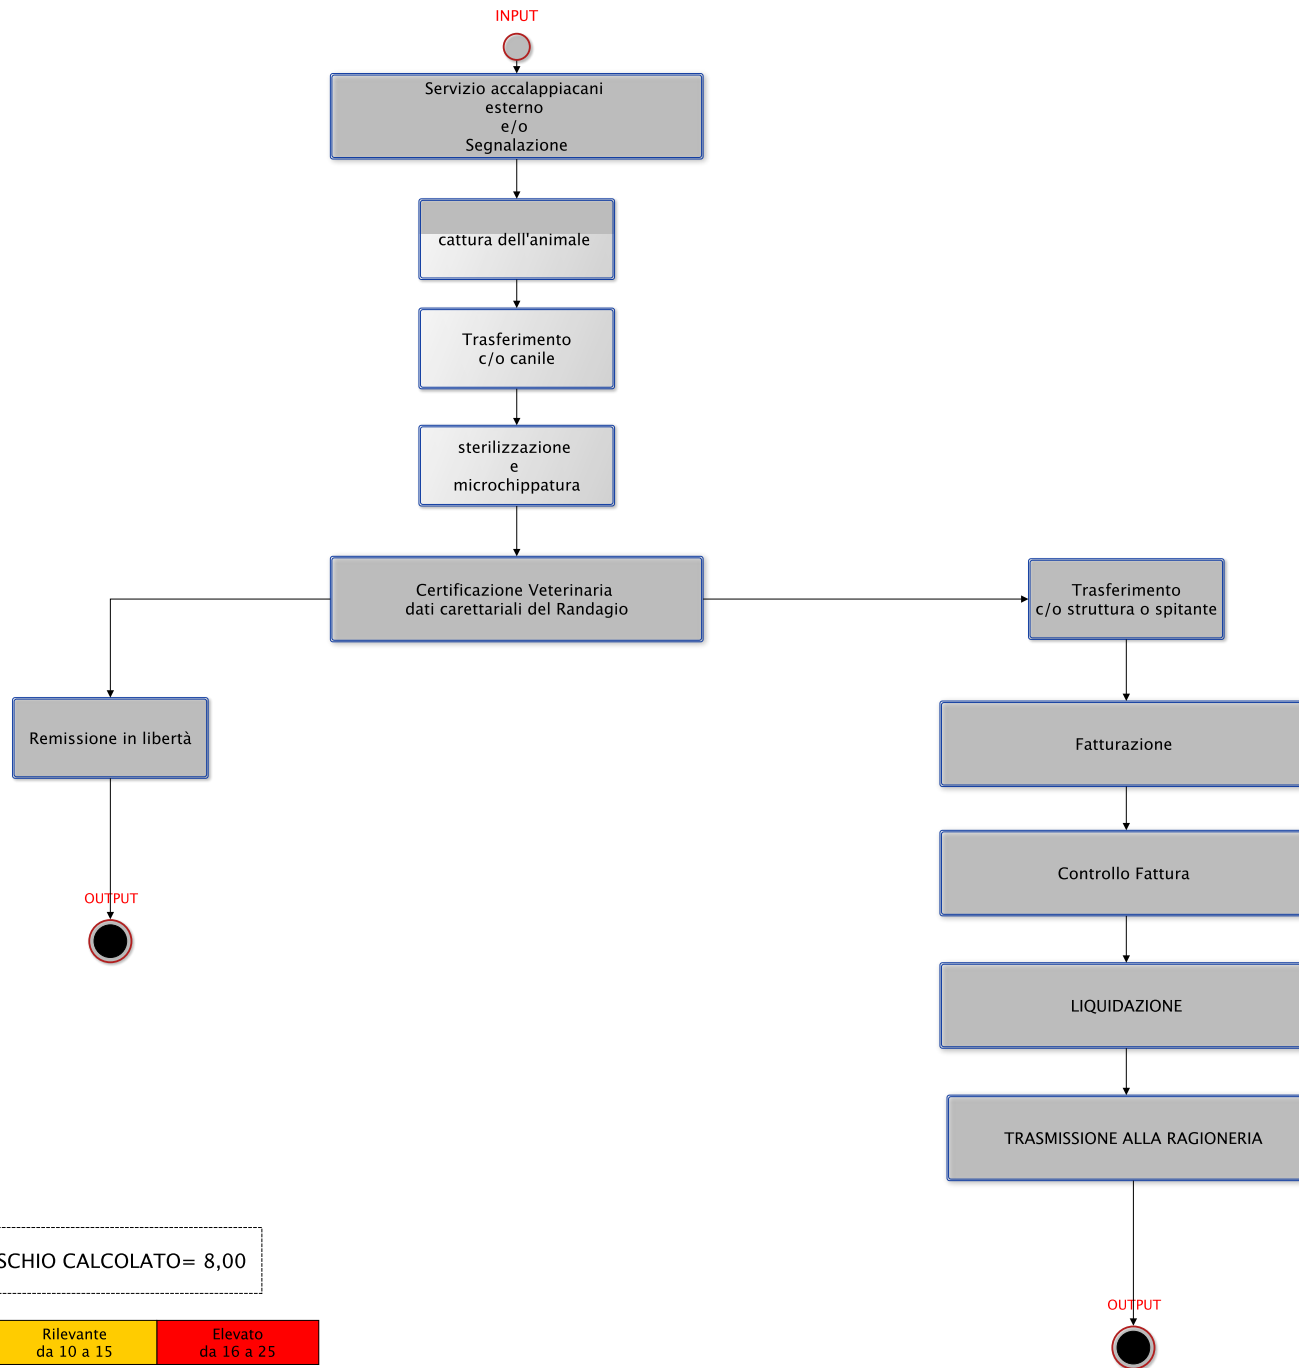 INPUT
Servizio accalappiacani
esterno
e/o
Segnalazione
cattura dell'animale
Trasferimento
c/o canile
sterilizzazione
e
microchippatura
Certificazione Veterinaria
dati carettariali del Randagio
Trasferimento
c/o struttura o spitante
Remissione in libertà
Fatturazione
Controllo Fattura
OUTPUT
LIQUIDAZIONE
TRASMISSIONE ALLA RAGIONERIA
SCHIO CALCOLATO= 8,00
OUTPUT
Rilevante
da 10 a 15
Elevato
da 16 a 25